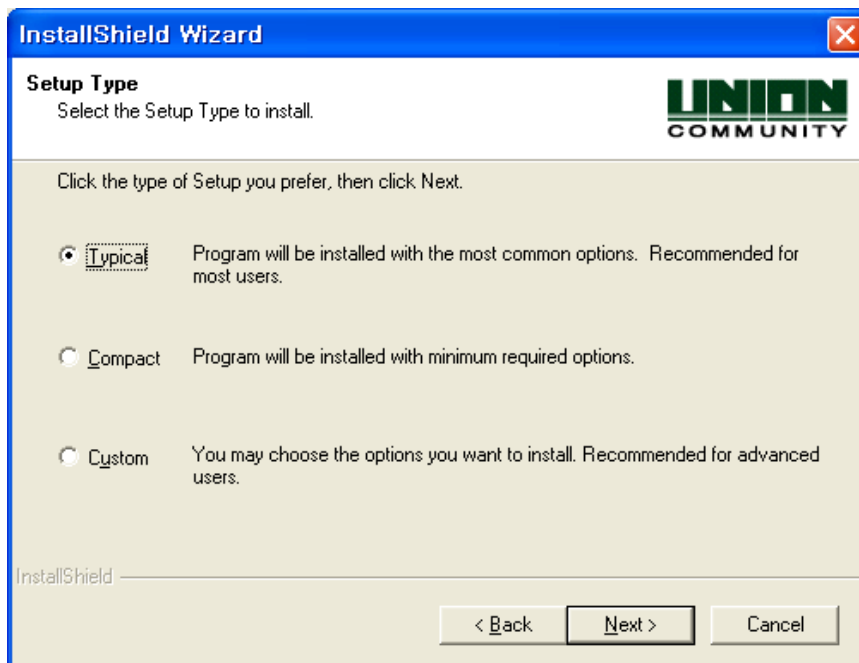 InstallShield Wizard
Setup Type
Select the Setup Type to install.
UNION
COMMUNITY
Click the type of Setup you prefer, then click Next.
Typical
Program will be installed with the most common options.  Recommended for
most users.
Compact
Program will be installed with minimum required options.
Custom
You may choose the options you want to install. Recommended for advanced
users.
InstallShield
< Back
Next >
Cancel